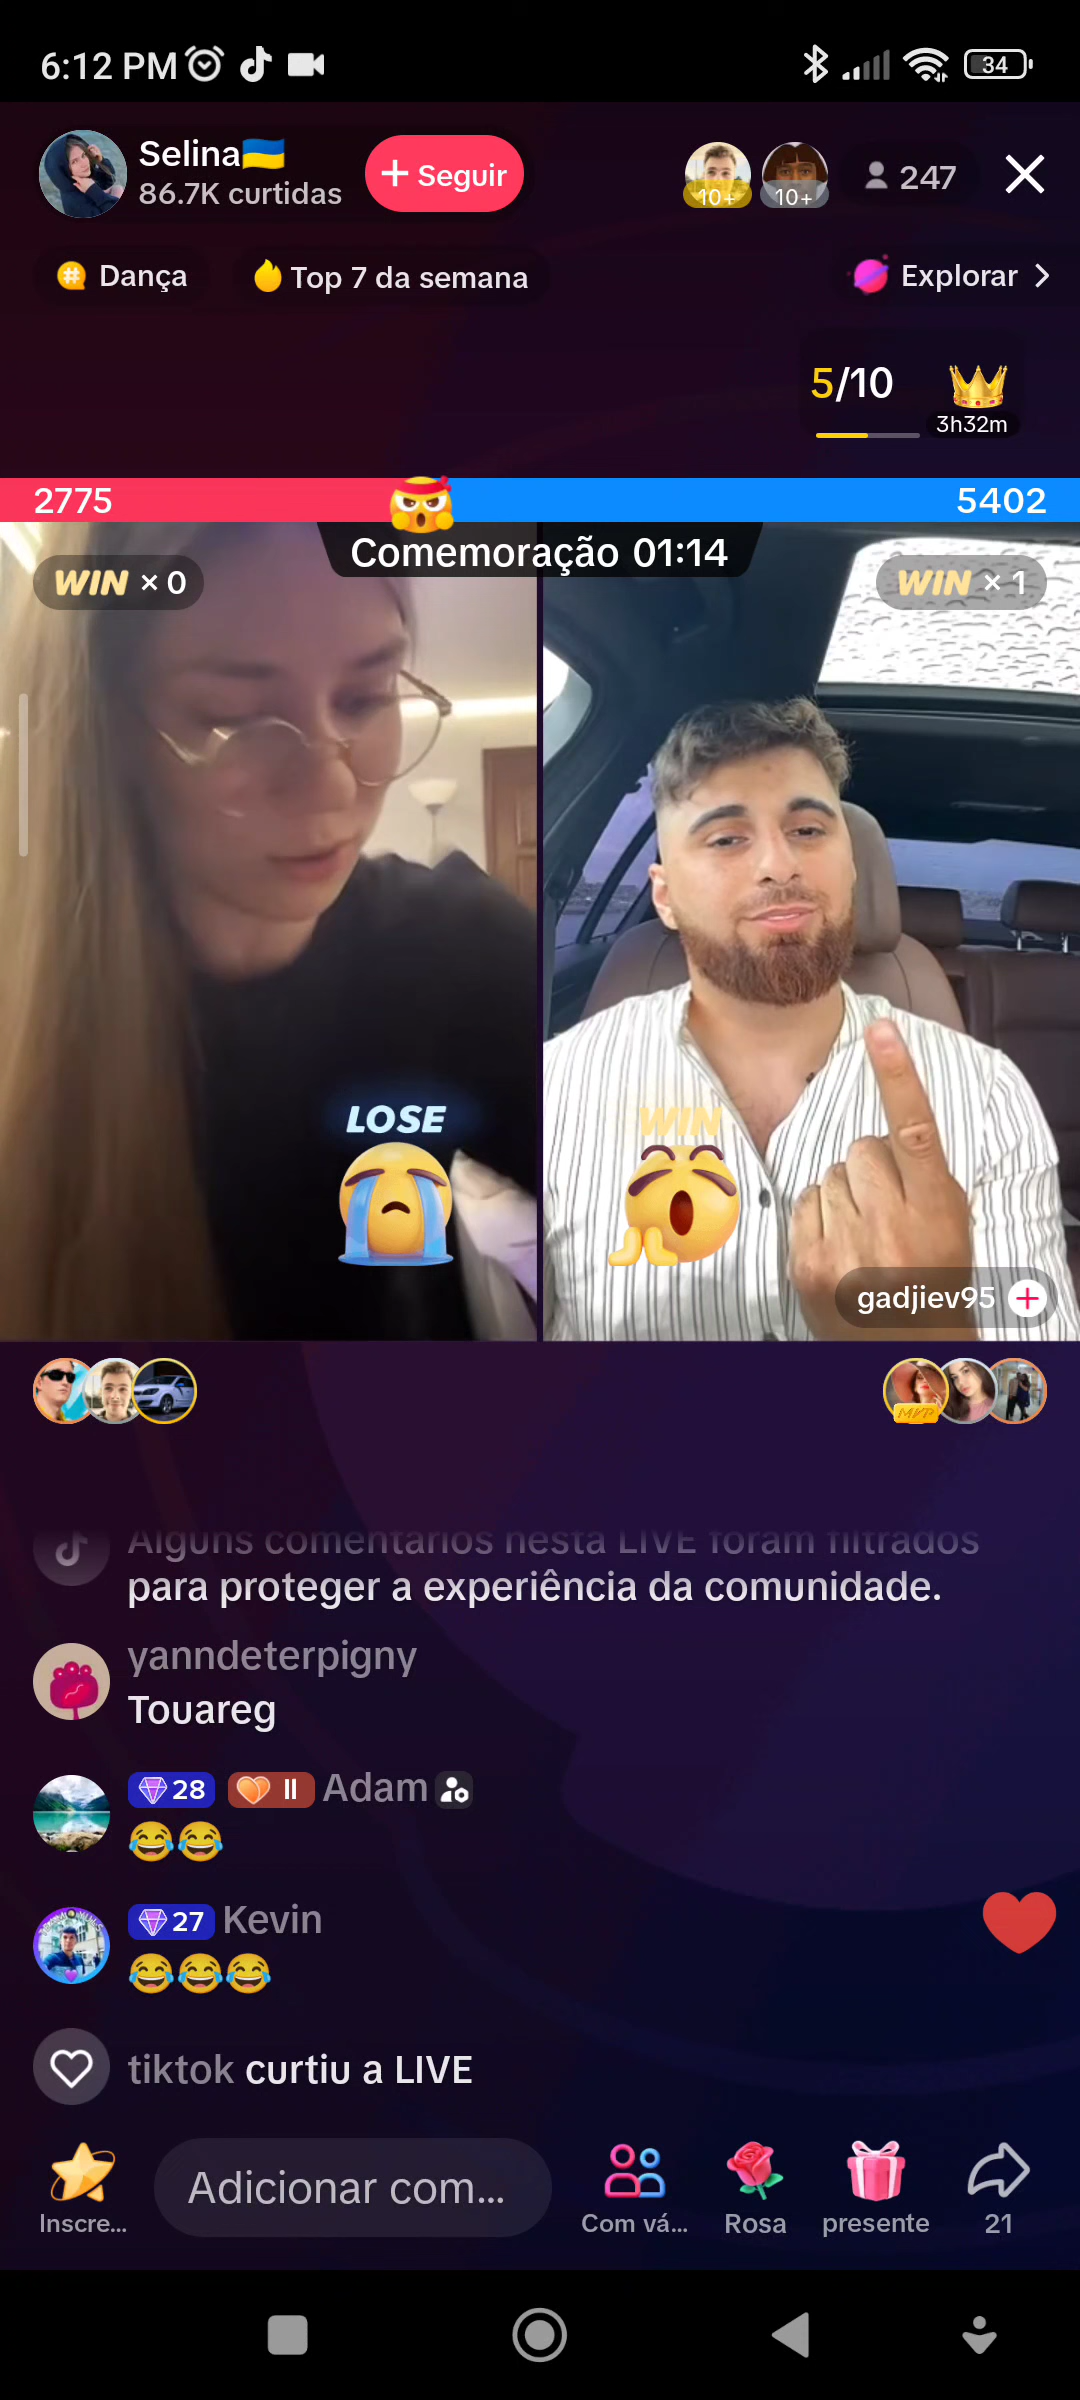 6:12 PM
34
Selina🇺🇦
86.7K curtidas
+ Seguir
10+
10+
247
Dança
Top 7 da semana
Explorar >
5/10
3h32m
2775
5402
Comemoração 01:14
WIN × 0
WIN × 1
LOSE
WIN
gadjiev95 +
MVP
Alguns comentários nesta LIVE foram filtrados
para proteger a experiência da comunidade.
yanndeterpigny
Touareg
28 II Adam
😂😂
27 Kevin
😂😂😂
tiktok curtiu a LIVE
Adicionar com...
Inscre...
Com vá...
Rosa
presente
21